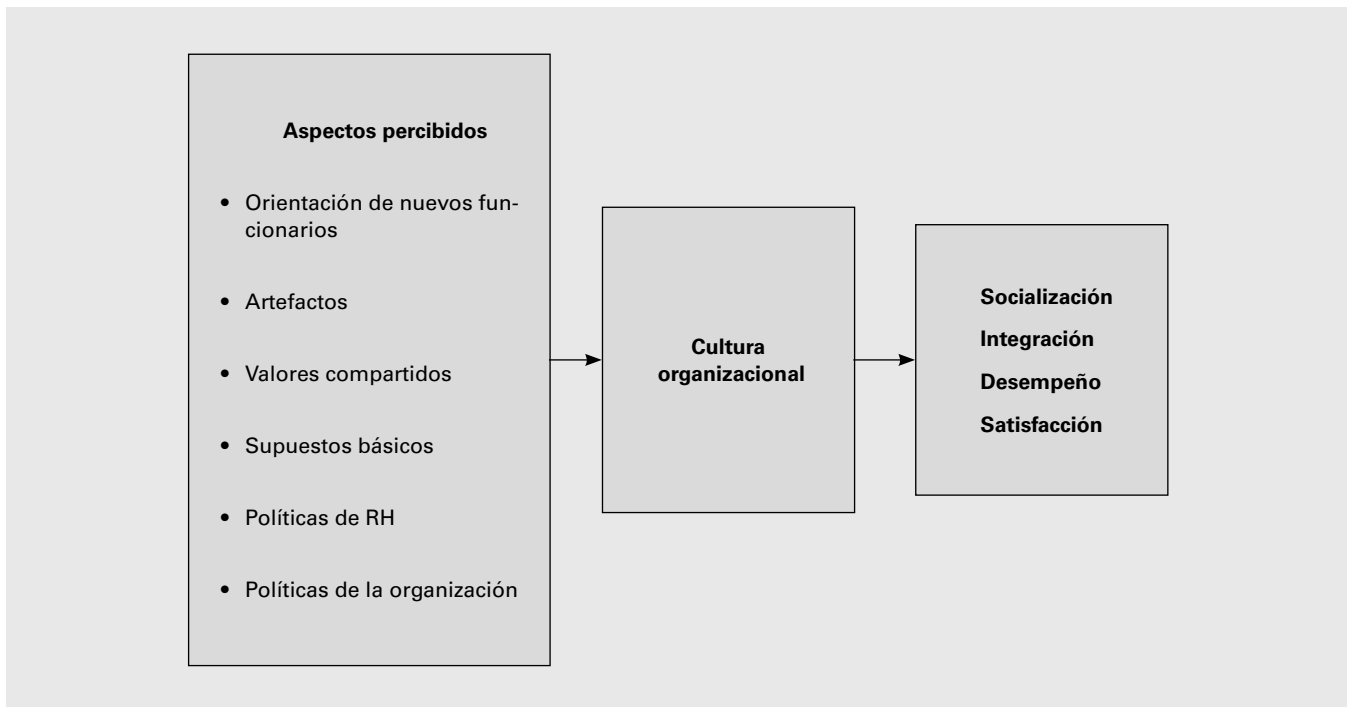 Aspectos percibidos
• Orientación de nuevos fun-
cionarios
• Artefactos
• Valores compartidos
• Supuestos básicos
• Políticas de RH
• Políticas de la organización
Cultura
organizacional
Socialización
Integración
Desempeño
Satisfacción